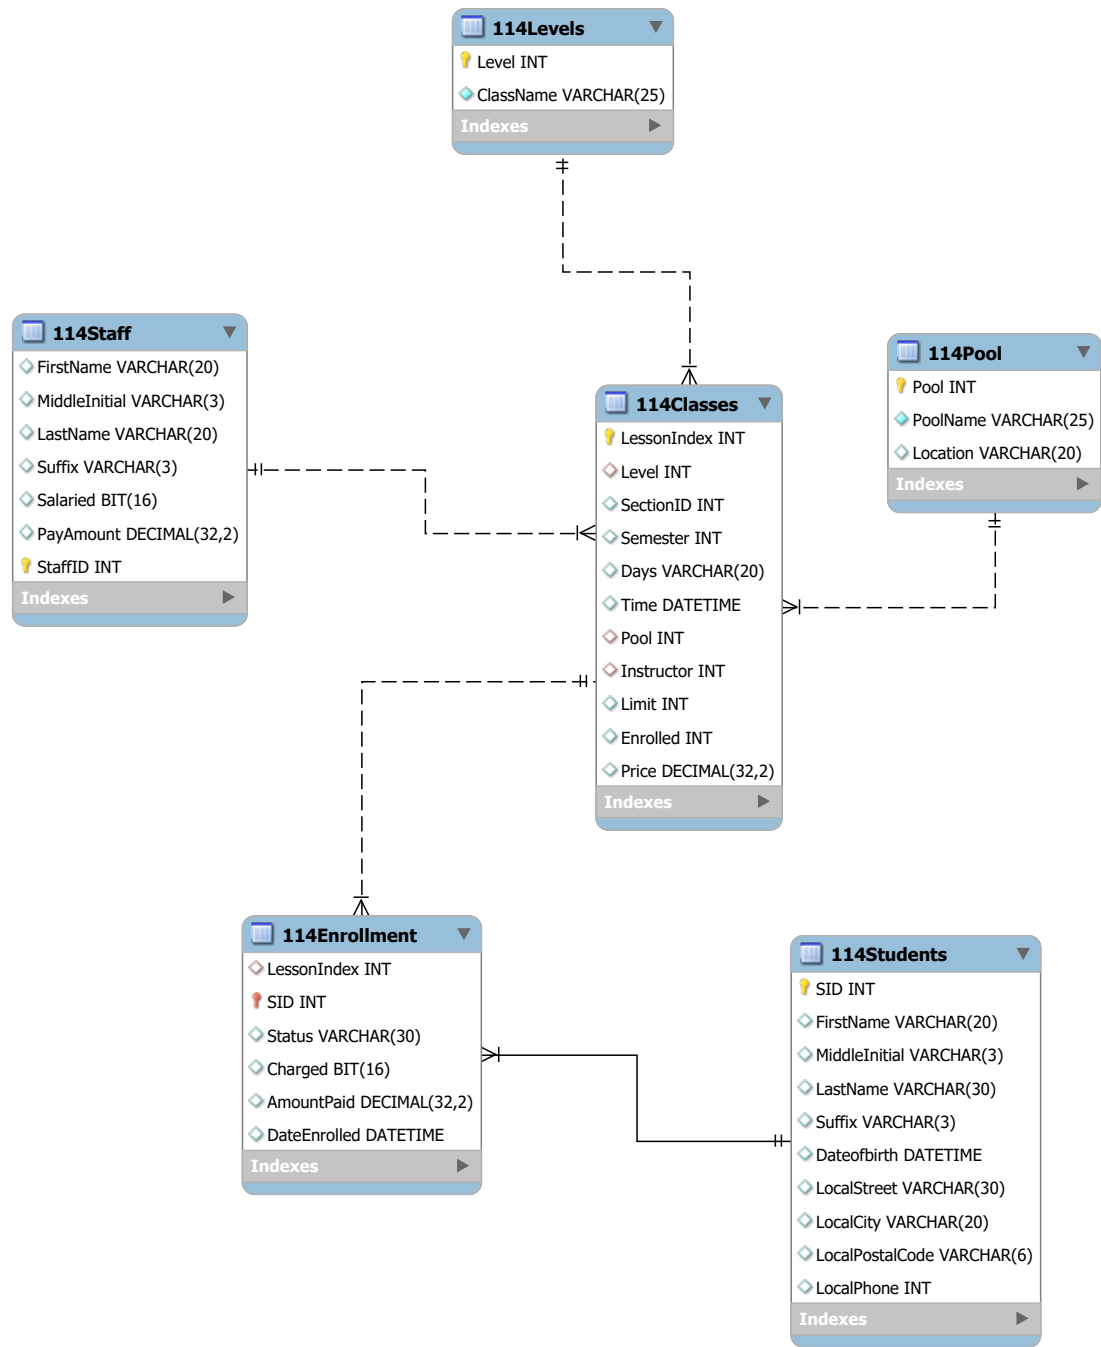 114Levels
Level INT
ClassName VARCHAR(25)
Indexes
114Staff
FirstName VARCHAR(20)
MiddleInitial VARCHAR(3)
LastName VARCHAR(20)
Suffix VARCHAR(3)
Salaried BIT(16)
PayAmount DECIMAL(32,2)
StaffID INT
Indexes
114Pool
Pool INT
PoolName VARCHAR(25)
Location VARCHAR(20)
Indexes
114Classes
LessonIndex INT
Level INT
SectionID INT
Semester INT
Days VARCHAR(20)
Time DATETIME
Pool INT
Instructor INT
Limit INT
Enrolled INT
Price DECIMAL(32,2)
Indexes
114Enrollment
LessonIndex INT
SID INT
Status VARCHAR(30)
Charged BIT(16)
AmountPaid DECIMAL(32,2)
DateEnrolled DATETIME
Indexes
114Students
SID INT
FirstName VARCHAR(20)
MiddleInitial VARCHAR(3)
LastName VARCHAR(30)
Suffix VARCHAR(3)
Dateofbirth DATETIME
LocalStreet VARCHAR(30)
LocalCity VARCHAR(20)
LocalPostalCode VARCHAR(6)
LocalPhone INT
Indexes